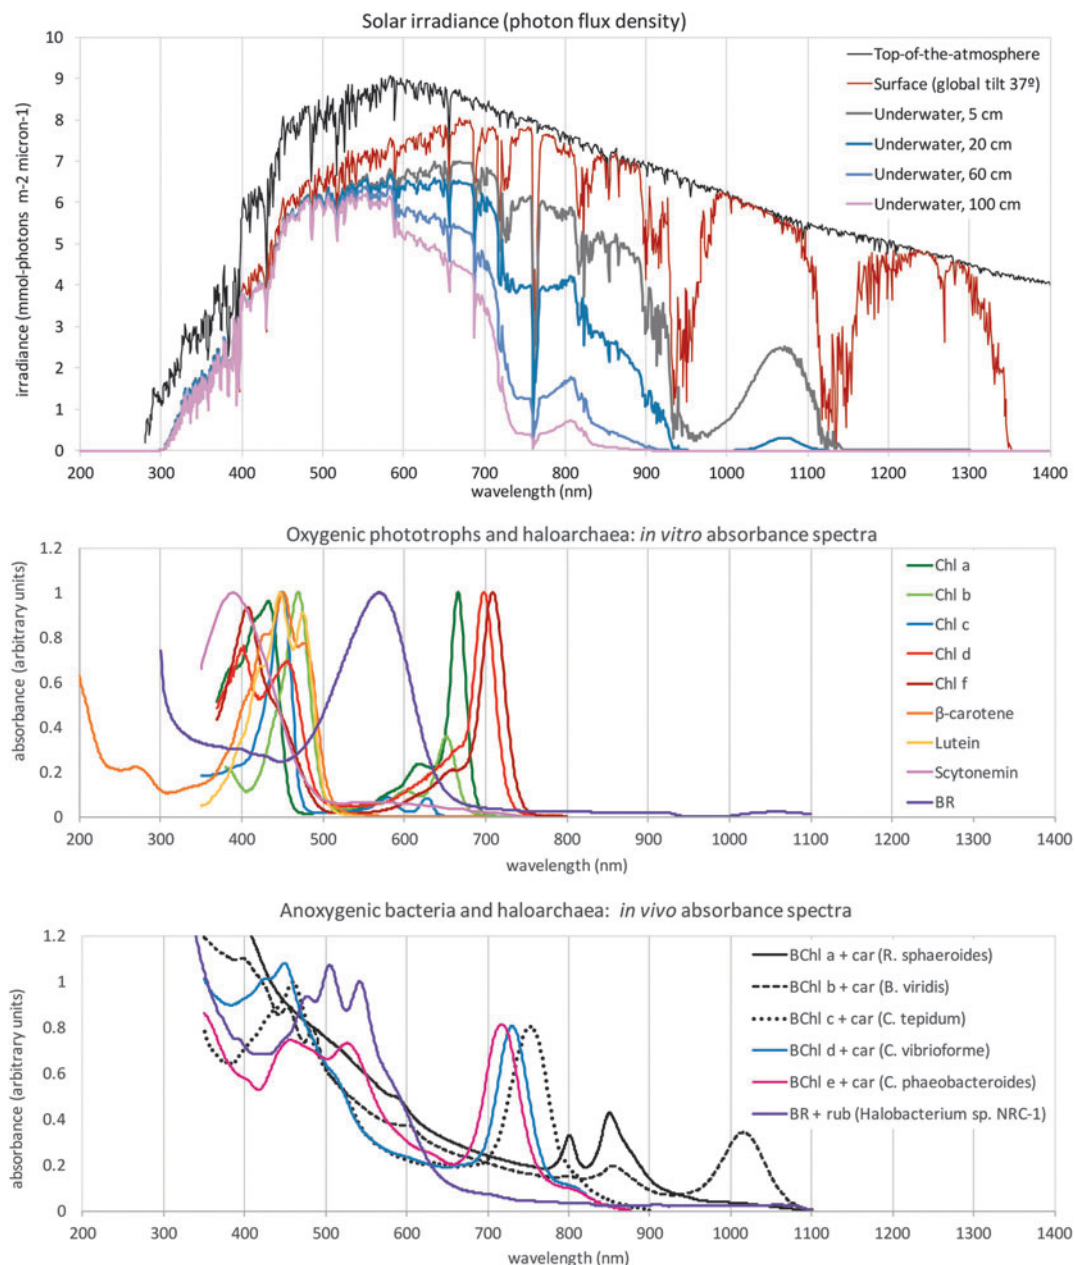 Solar irradiance (photon flux density)
10
9
8
7
6
5
4
3
2
1
0
irradiance (mmol-photons m-2 micron-1)
Top-of-the-atmosphere
Surface (global tilt 37º)
Underwater, 5 cm
Underwater, 20 cm
Underwater, 60 cm
Underwater, 100 cm
200 300 400 500 600 700 800 900 1000 1100 1200 1300 1400
wavelength (nm)
Oxygenic phototrophs and haloarchaea: in vitro absorbance spectra
1.2
1
0.8
0.6
0.4
0.2
0
absorbance (arbitrary units)
Chl a
Chl b
Chl c
Chl d
Chl f
β-carotene
Lutein
Scytonemin
BR
200 300 400 500 600 700 800 900 1000 1100 1200 1300 1400
wavelength (nm)
Anoxygenic bacteria and haloarchaea: in vivo absorbance spectra
1.2
1
0.8
0.6
0.4
0.2
0
absorbance (arbitrary units)
BChl a + car (R. sphaeroides)
BChl b + car (B. viridis)
BChl c + car (C. tepidum)
BChl d + car (C. vibrioforme)
BChl e + car (C. phaeobacteroides)
BR + rub (Halobacterium sp. NRC-1)
200 300 400 500 600 700 800 900 1000 1100 1200 1300 1400
wavelength (nm)